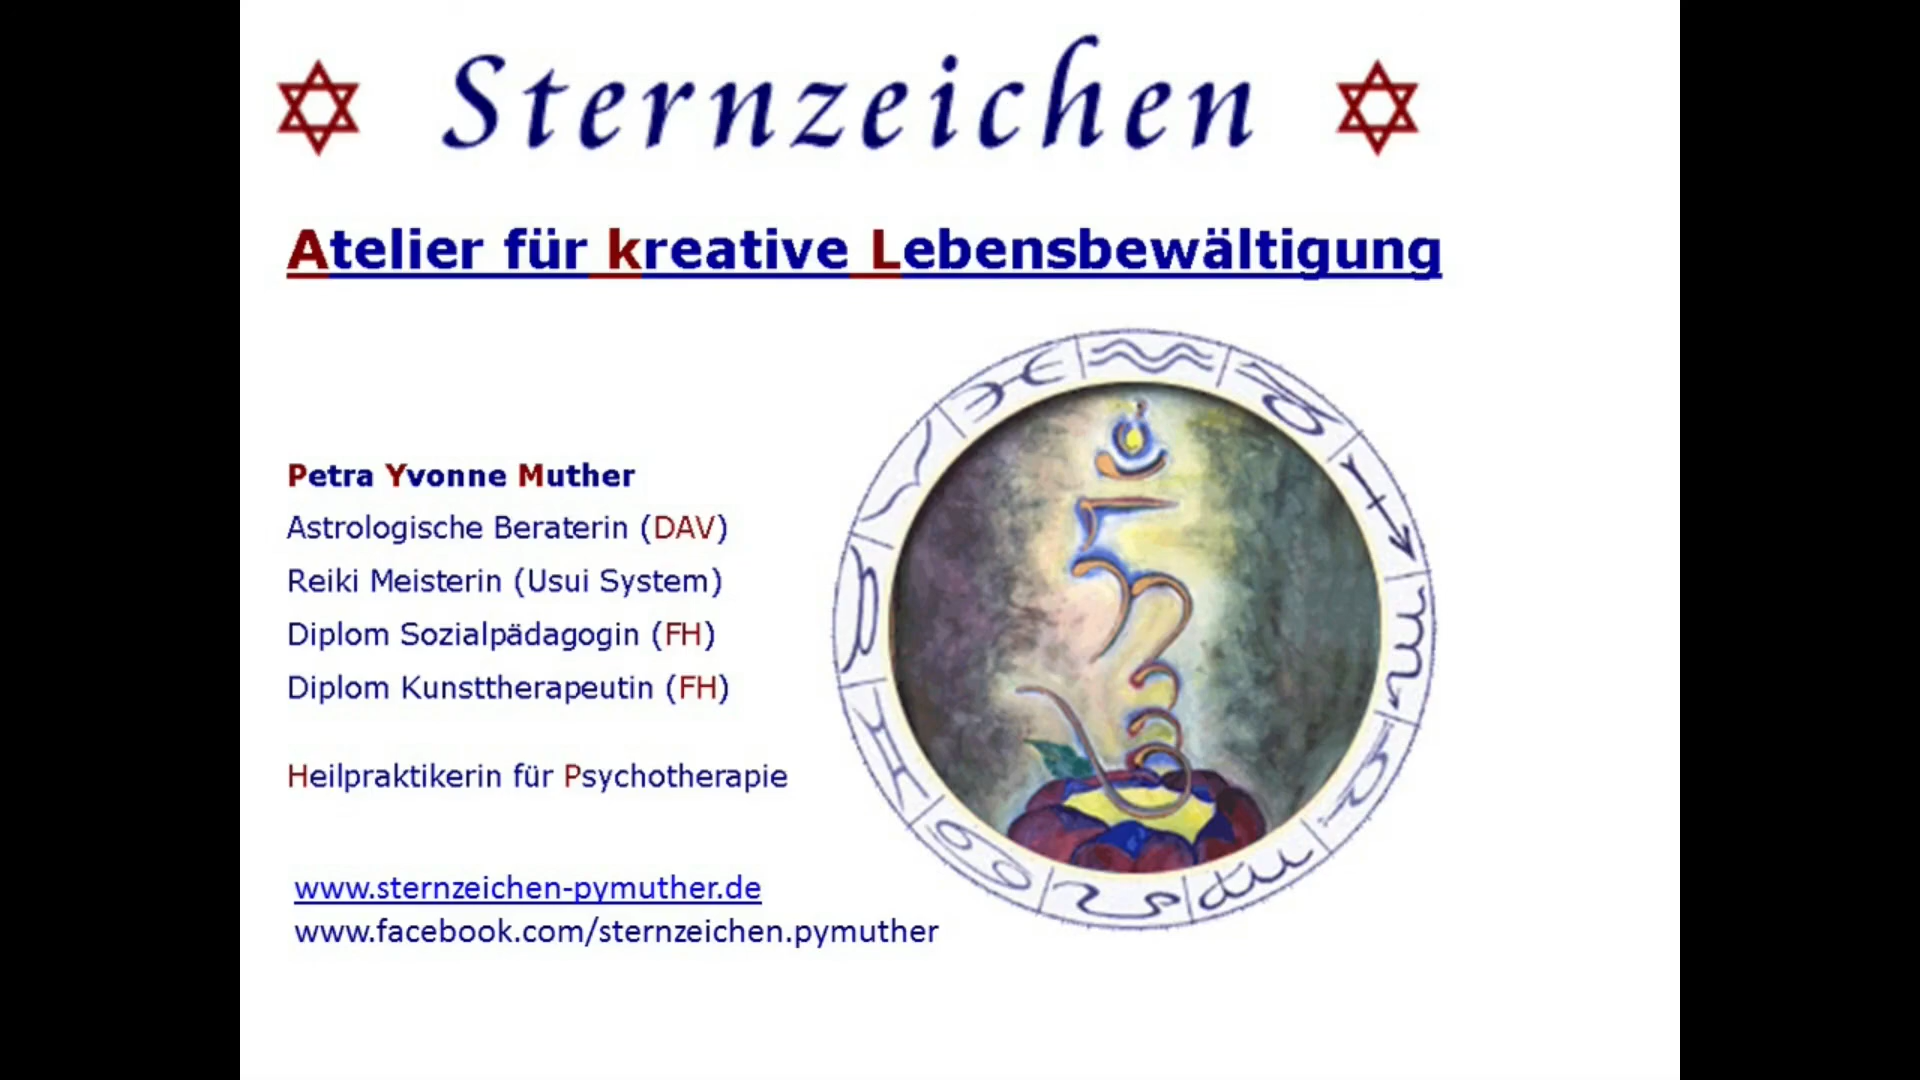 Sternzeichen
Atelier für kreative Lebensbewältigung
Petra Yvonne Muther
Astrologische Beraterin (DAV)
Reiki Meisterin (Usui System)
Diplom Sozialpädagogin (FH)
Diplom Kunsttherapeutin (FH)
Heilpraktikerin für Psychotherapie
www.sternzeichen-pymuther.de
www.facebook.com/sternzeichen.pymuther